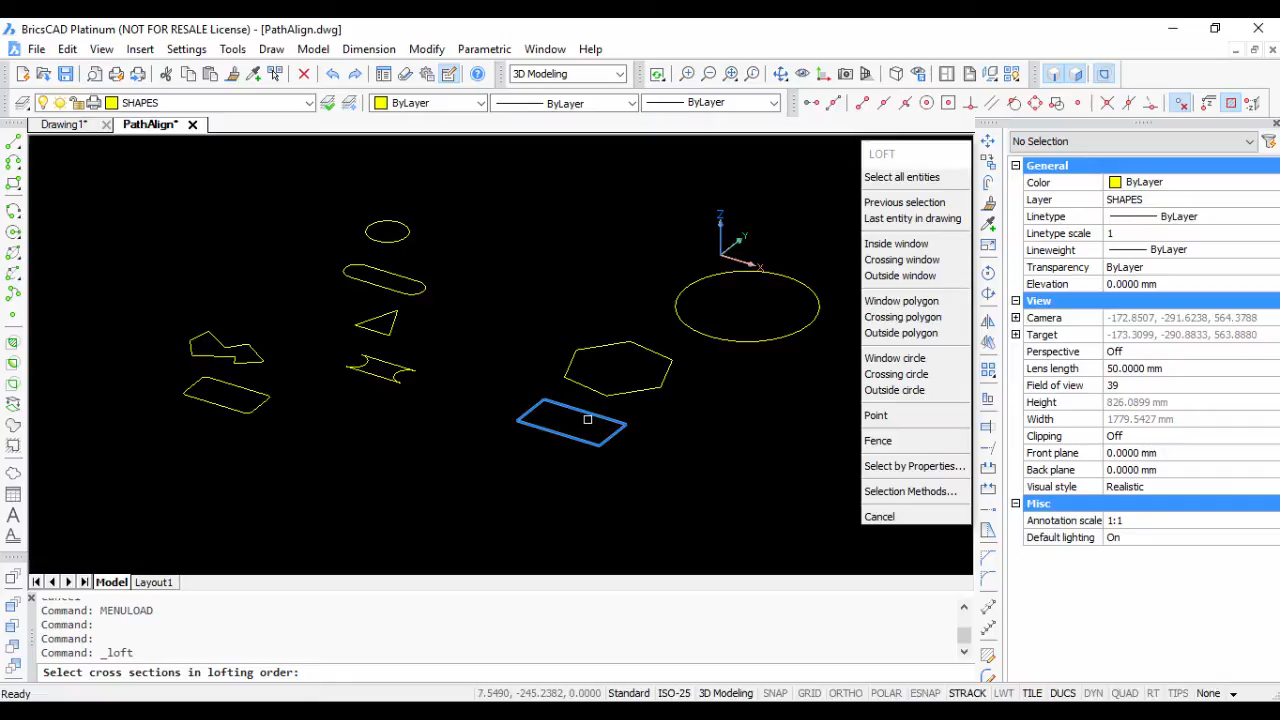 BricsCAD Platinum (NOT FOR RESALE License) - [PathAlign.dwg]
File Edit View Insert Settings Tools Draw Model Dimension Modify Parametric Window Help
3D Modeling
SHAPES ByLayer ByLayer ByLayer
Drawing1* PathAlign*
No Selection
LOFT
Select all entities
Previous selection
Last entity in drawing
Inside window
Crossing window
Outside window
Window polygon
Crossing polygon
Outside polygon
Window circle
Crossing circle
Outside circle
Point
Fence
Select by Properties...
Selection Methods...
Cancel
Z
Y
X
General
Color ByLayer
Layer SHAPES
Linetype ByLayer
Linetype scale 1
Lineweight ByLayer
Transparency ByLayer
Elevation 0.0000 mm
View
Camera -172.8507, -291.6238, 564.3788
Target -173.3099, -290.8833, 563.8880
Perspective Off
Lens length 50.0000 mm
Field of view 39
Height 826.0899 mm
Width 1779.5427 mm
Clipping Off
Front plane 0.0000 mm
Back plane 0.0000 mm
Visual style Realistic
Misc
Annotation scale 1:1
Default lighting On
Model Layout1
Command: MENULOAD
Command:
Command:
Command: _loft
Select cross sections in lofting order:
Ready 7.5490, -245.2382, 0.0000 Standard ISO-25 3D Modeling SNAP GRID ORTHO POLAR ESNAP STRACK LWT TILE DUCS DYN QUAD RT TIPS None